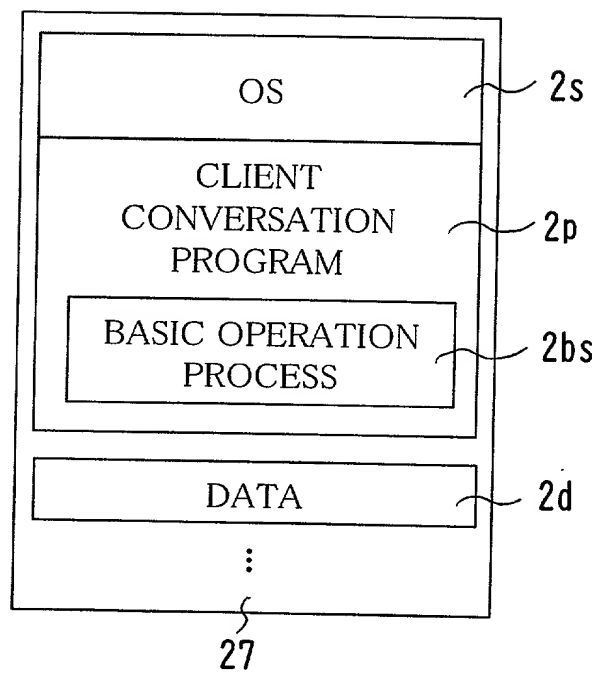 OS
2s
CLIENT
CONVERSATION
PROGRAM
2p
BASIC OPERATION
PROCESS
2bs
DATA
2d
27